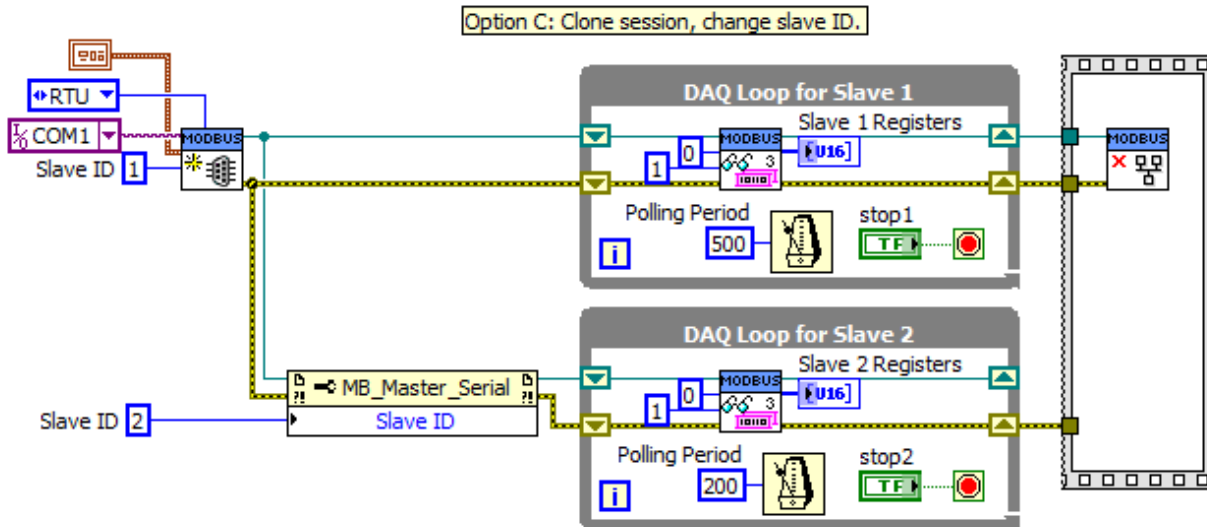 Option C: Clone session, change slave ID.
RTU
I/O COM1
Slave ID 1
MODBUS
DAQ Loop for Slave 1
Slave 1 Registers
MODBUS
0
1
3
[U16]
Polling Period
500
stop1
TF
i
MODBUS
DAQ Loop for Slave 2
Slave 2 Registers
MODBUS
0
1
3
[U16]
MB_Master_Serial
?!
?!
Slave ID
Slave ID 2
Polling Period
200
stop2
TF
i